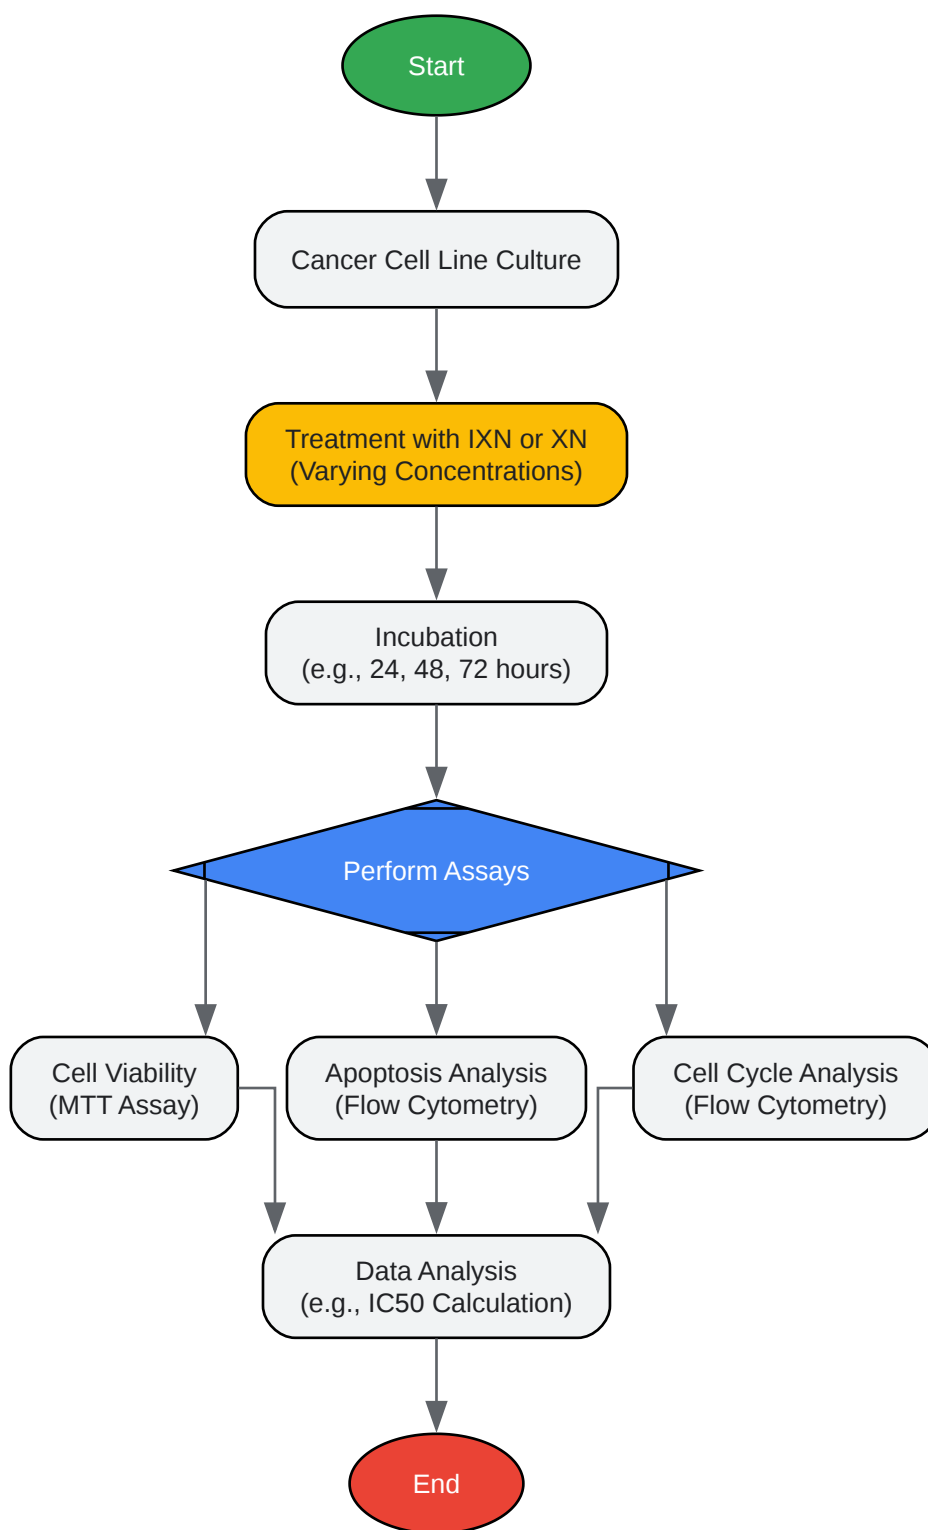 Start
Cancer Cell Line Culture
Treatment with IXN or XN
(Varying Concentrations)
Incubation
(e.g., 24, 48, 72 hours)
Perform Assays
Cell Viability
(MTT Assay)
Apoptosis Analysis
(Flow Cytometry)
Cell Cycle Analysis
(Flow Cytometry)
Data Analysis
(e.g., IC50 Calculation)
End